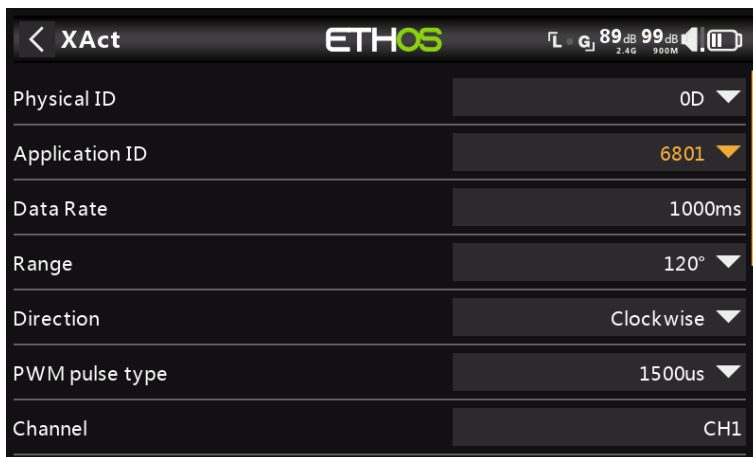 XAct ETHOS L G 89dB 2.4G 99dB 900M
Physical ID 0D
Application ID 6801
Data Rate 1000ms
Range 120°
Direction Clockwise
PWM pulse type 1500us
Channel CH1